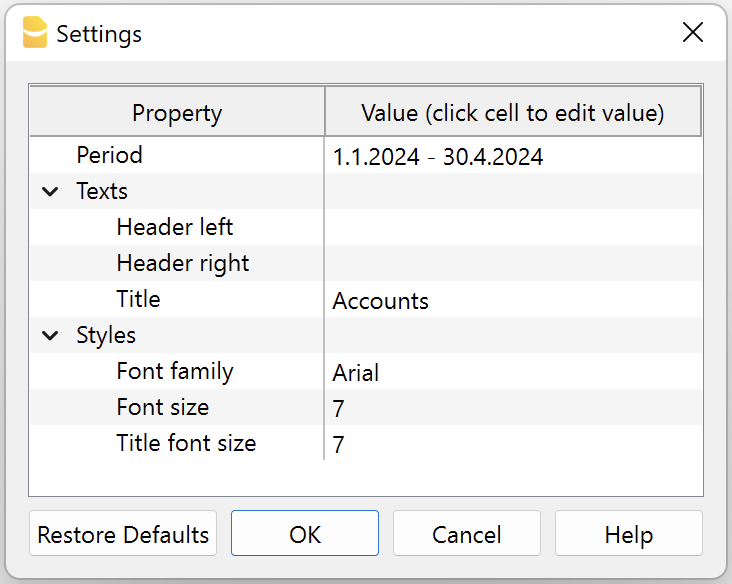 Settings
Property Value (click cell to edit value)
Period 1.1.2024 - 30.4.2024
Texts
Header left
Header right
Title Accounts
Styles
Font family Arial
Font size 7
Title font size 7
Restore Defaults OK Cancel Help